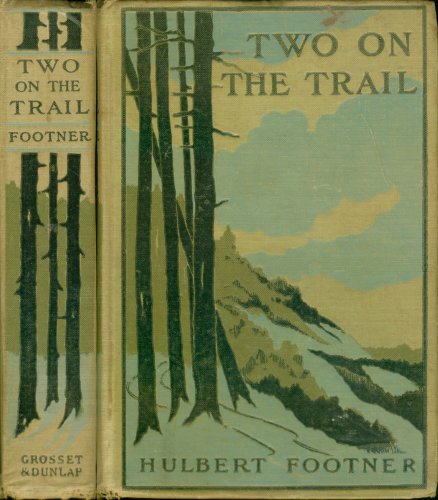 TWO
ON THE
TRAIL
FOOTNER
GROSSET
& DUNLAP
TWO ON
THE TRAIL
HULBERT FOOTNER